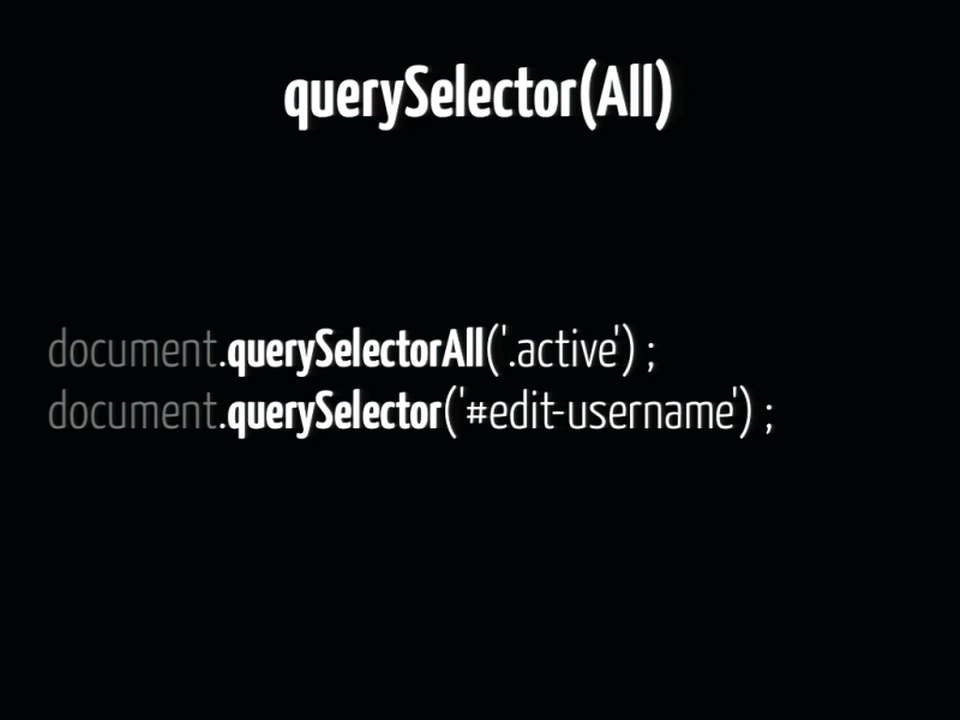 querySelector(All)
document.querySelectorAll('.active') ;
document.querySelector('#edit-username') ;